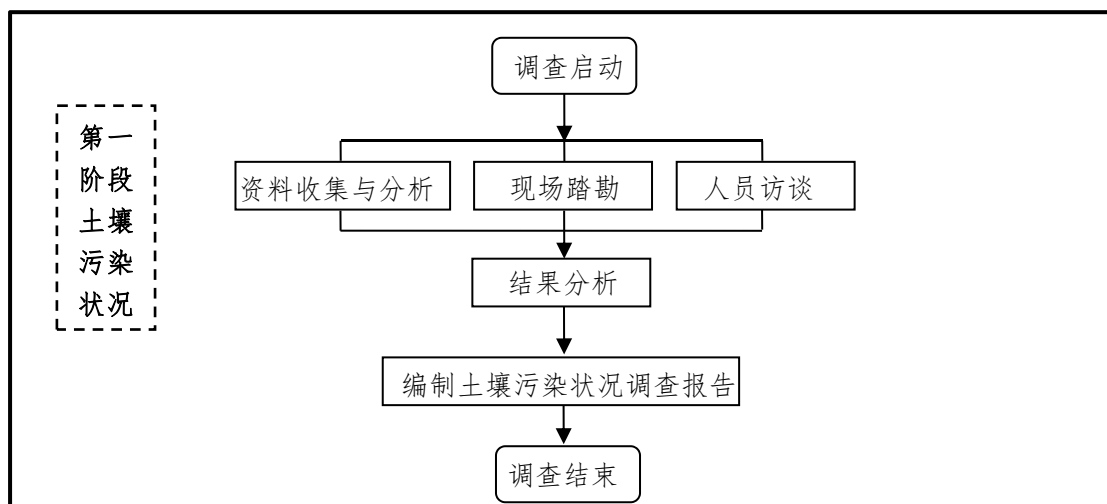 调查启动
第一
阶段
土壤
污染
状况
资料收集与分析
现场踏勘
人员访谈
结果分析
编制土壤污染状况调查报告
调查结束